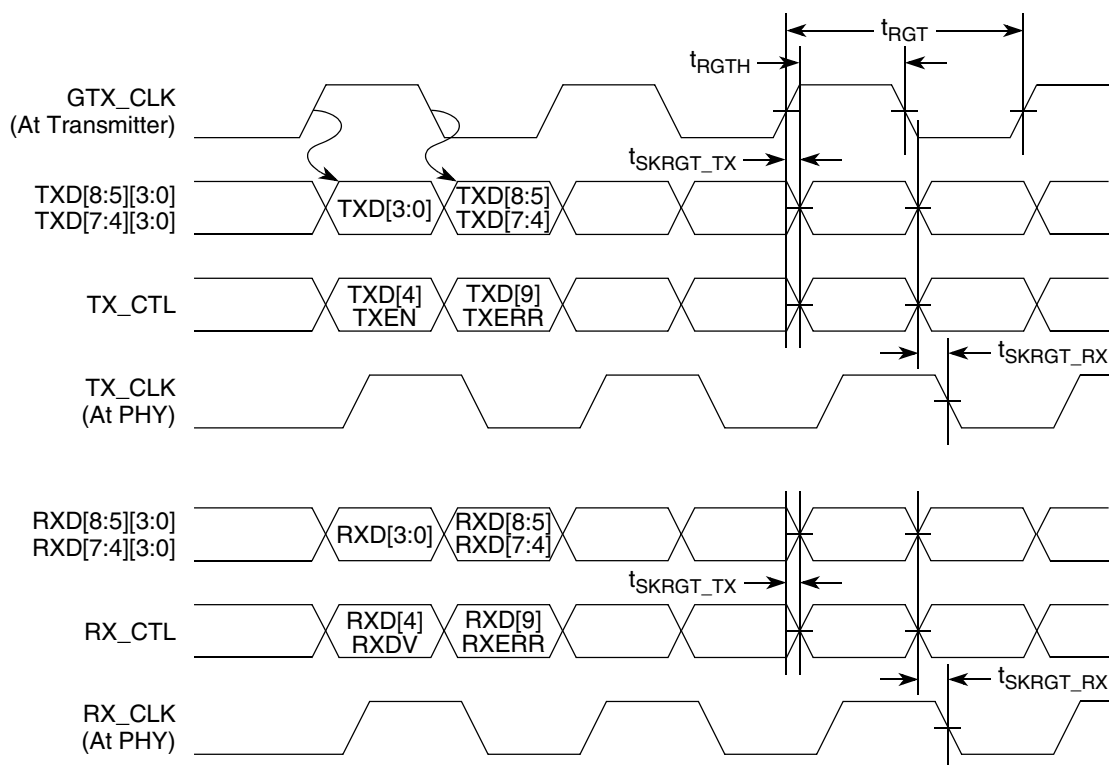 tRGT
tRGTH
GTX_CLK
(At Transmitter)
tSKRGT_TX
TXD[8:5][3:0]
TXD[7:4][3:0]
TXD[3:0]
TXD[8:5]
TXD[7:4]
TX_CTL
TXD[4]
TXEN
TXD[9]
TXERR
tSKRGT_RX
TX_CLK
(At PHY)
RXD[8:5][3:0]
RXD[7:4][3:0]
RXD[3:0]
RXD[8:5]
RXD[7:4]
tSKRGT_TX
RX_CTL
RXD[4]
RXDV
RXD[9]
RXERR
tSKRGT_RX
RX_CLK
(At PHY)